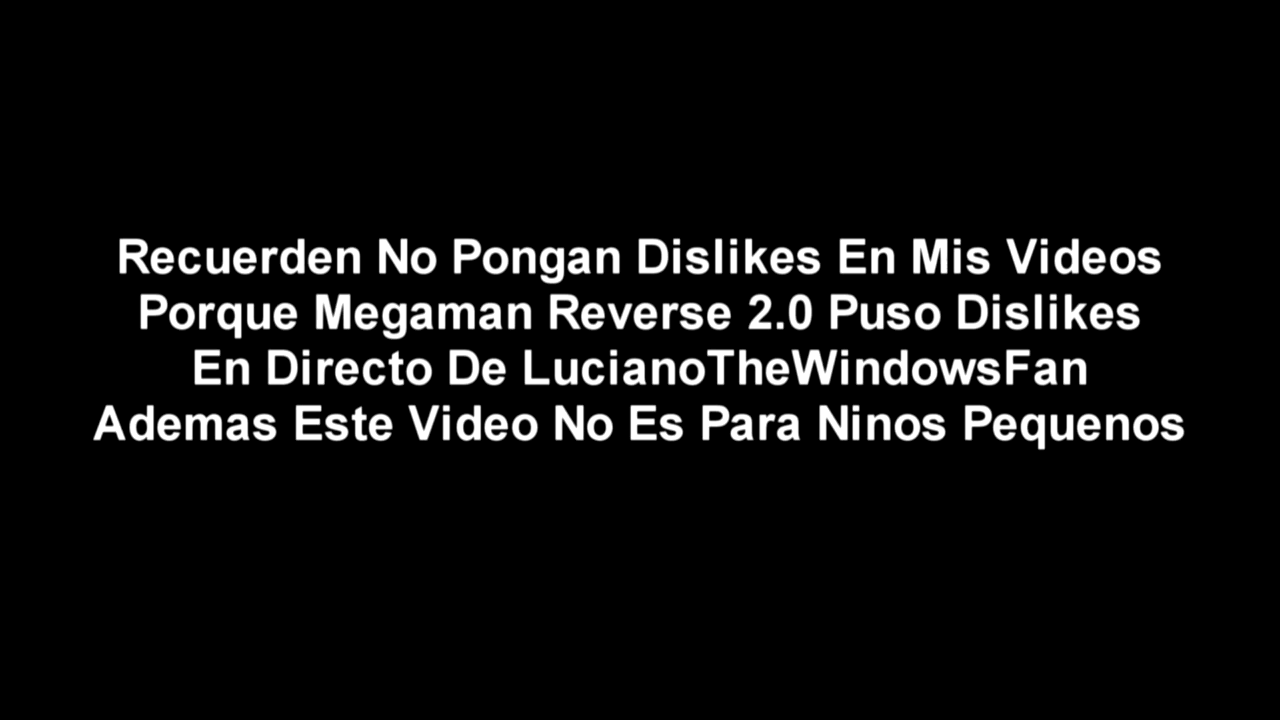 Recuerden No Pongan Dislikes En Mis Videos
Porque Megaman Reverse 2.0 Puso Dislikes
En Directo De LucianoTheWindowsFan
Ademas Este Video No Es Para Ninos Pequenos